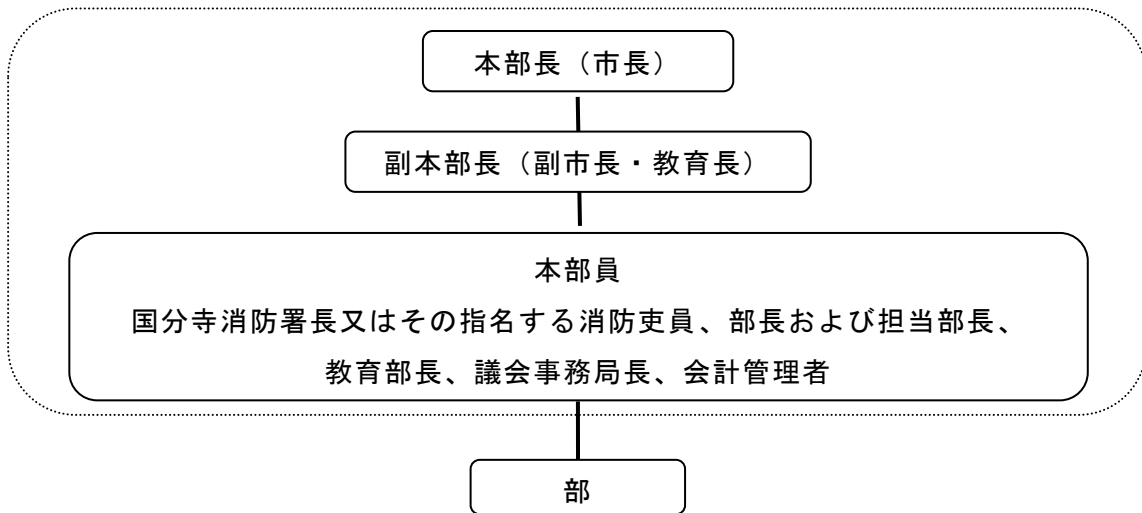 本部長（市長）
副本部長（副市長・教育長）
本部員
国分寺消防署長又はその指名する消防吏員、部長および担当部長、
教育部長、議会事務局長、会計管理者
部